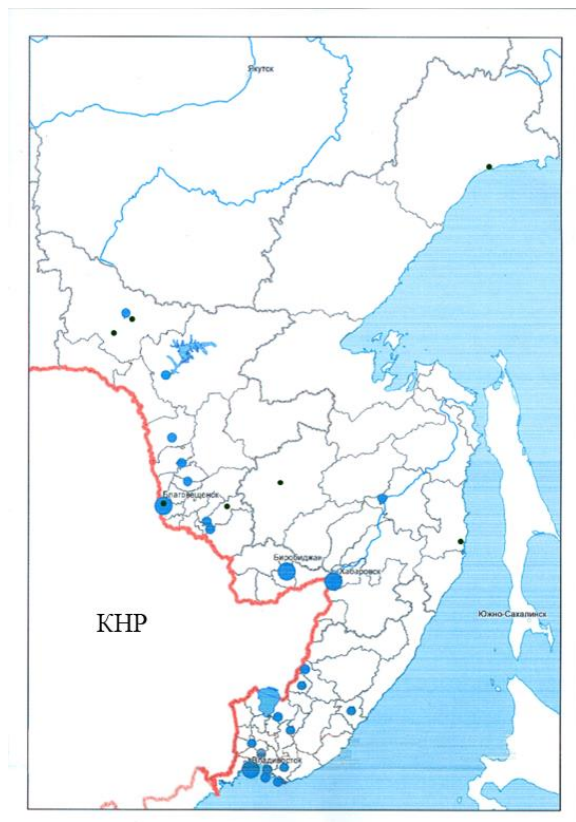 Якутск
Благовещенск
Биробиджан
Хабаровск
КНР
Южно-Сахалинск
Владивосток